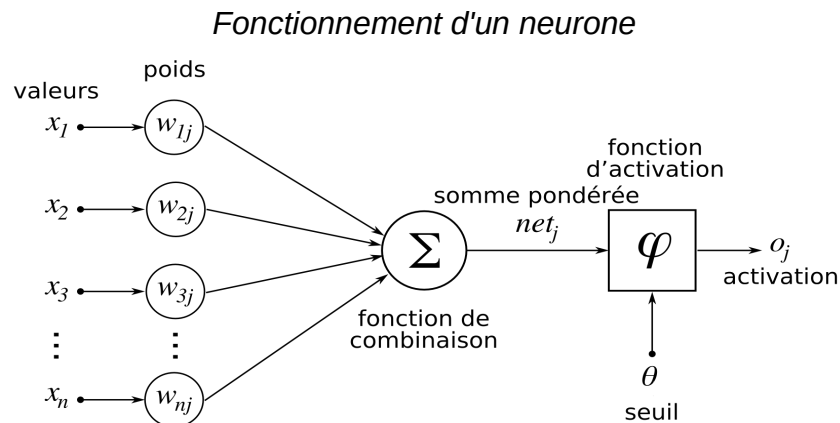 Fonctionnement d'un neurone
poids
valeurs
x1
w1j
x2
w2j
x3
w3j
⋮
⋮
xn
wnj
Σ
fonction de
combinaison
somme pondérée
netj
fonction
d’activation
φ
oj
activation
θ
seuil